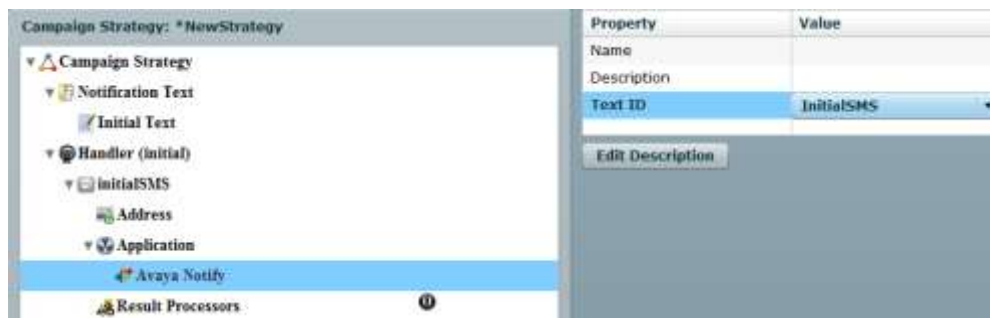 Campaign Strategy: *NewStrategy
Campaign Strategy
Notification Text
Initial Text
Handler (initial)
initialSMS
Address
Application
Avaya Notify
Result Processors
Property Value
Name
Description
Text ID InitialSMS
Edit Description